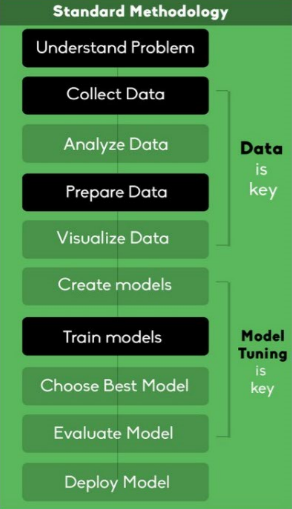 Standard Methodology
Understand Problem
Collect Data
Analyze Data
Prepare Data
Visualize Data
Data
is
key
Create models
Train models
Choose Best Model
Evaluate Model
Model
Tuning
is
key
Deploy Model